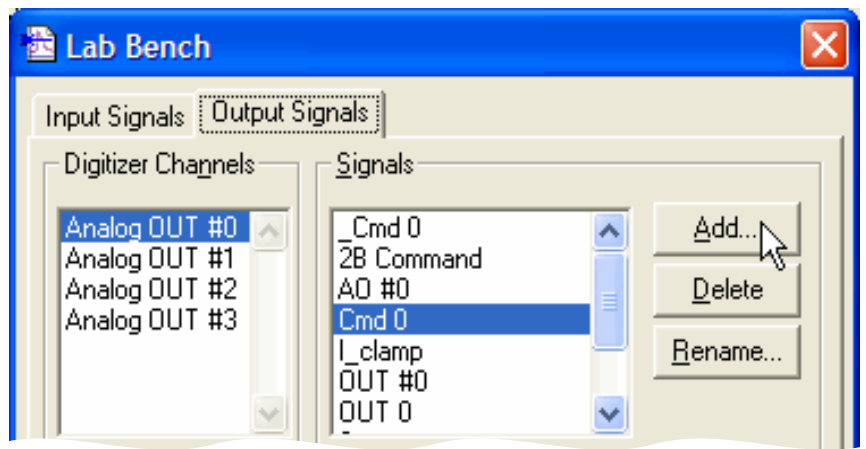 Lab Bench
Input Signals
Output Signals
Digitizer Channels
Signals
Analog OUT #0
Analog OUT #1
Analog OUT #2
Analog OUT #3
_Cmd 0
2B Command
AO #0
Cmd 0
I_clamp
OUT #0
OUT 0
Add...
Delete
Rename...